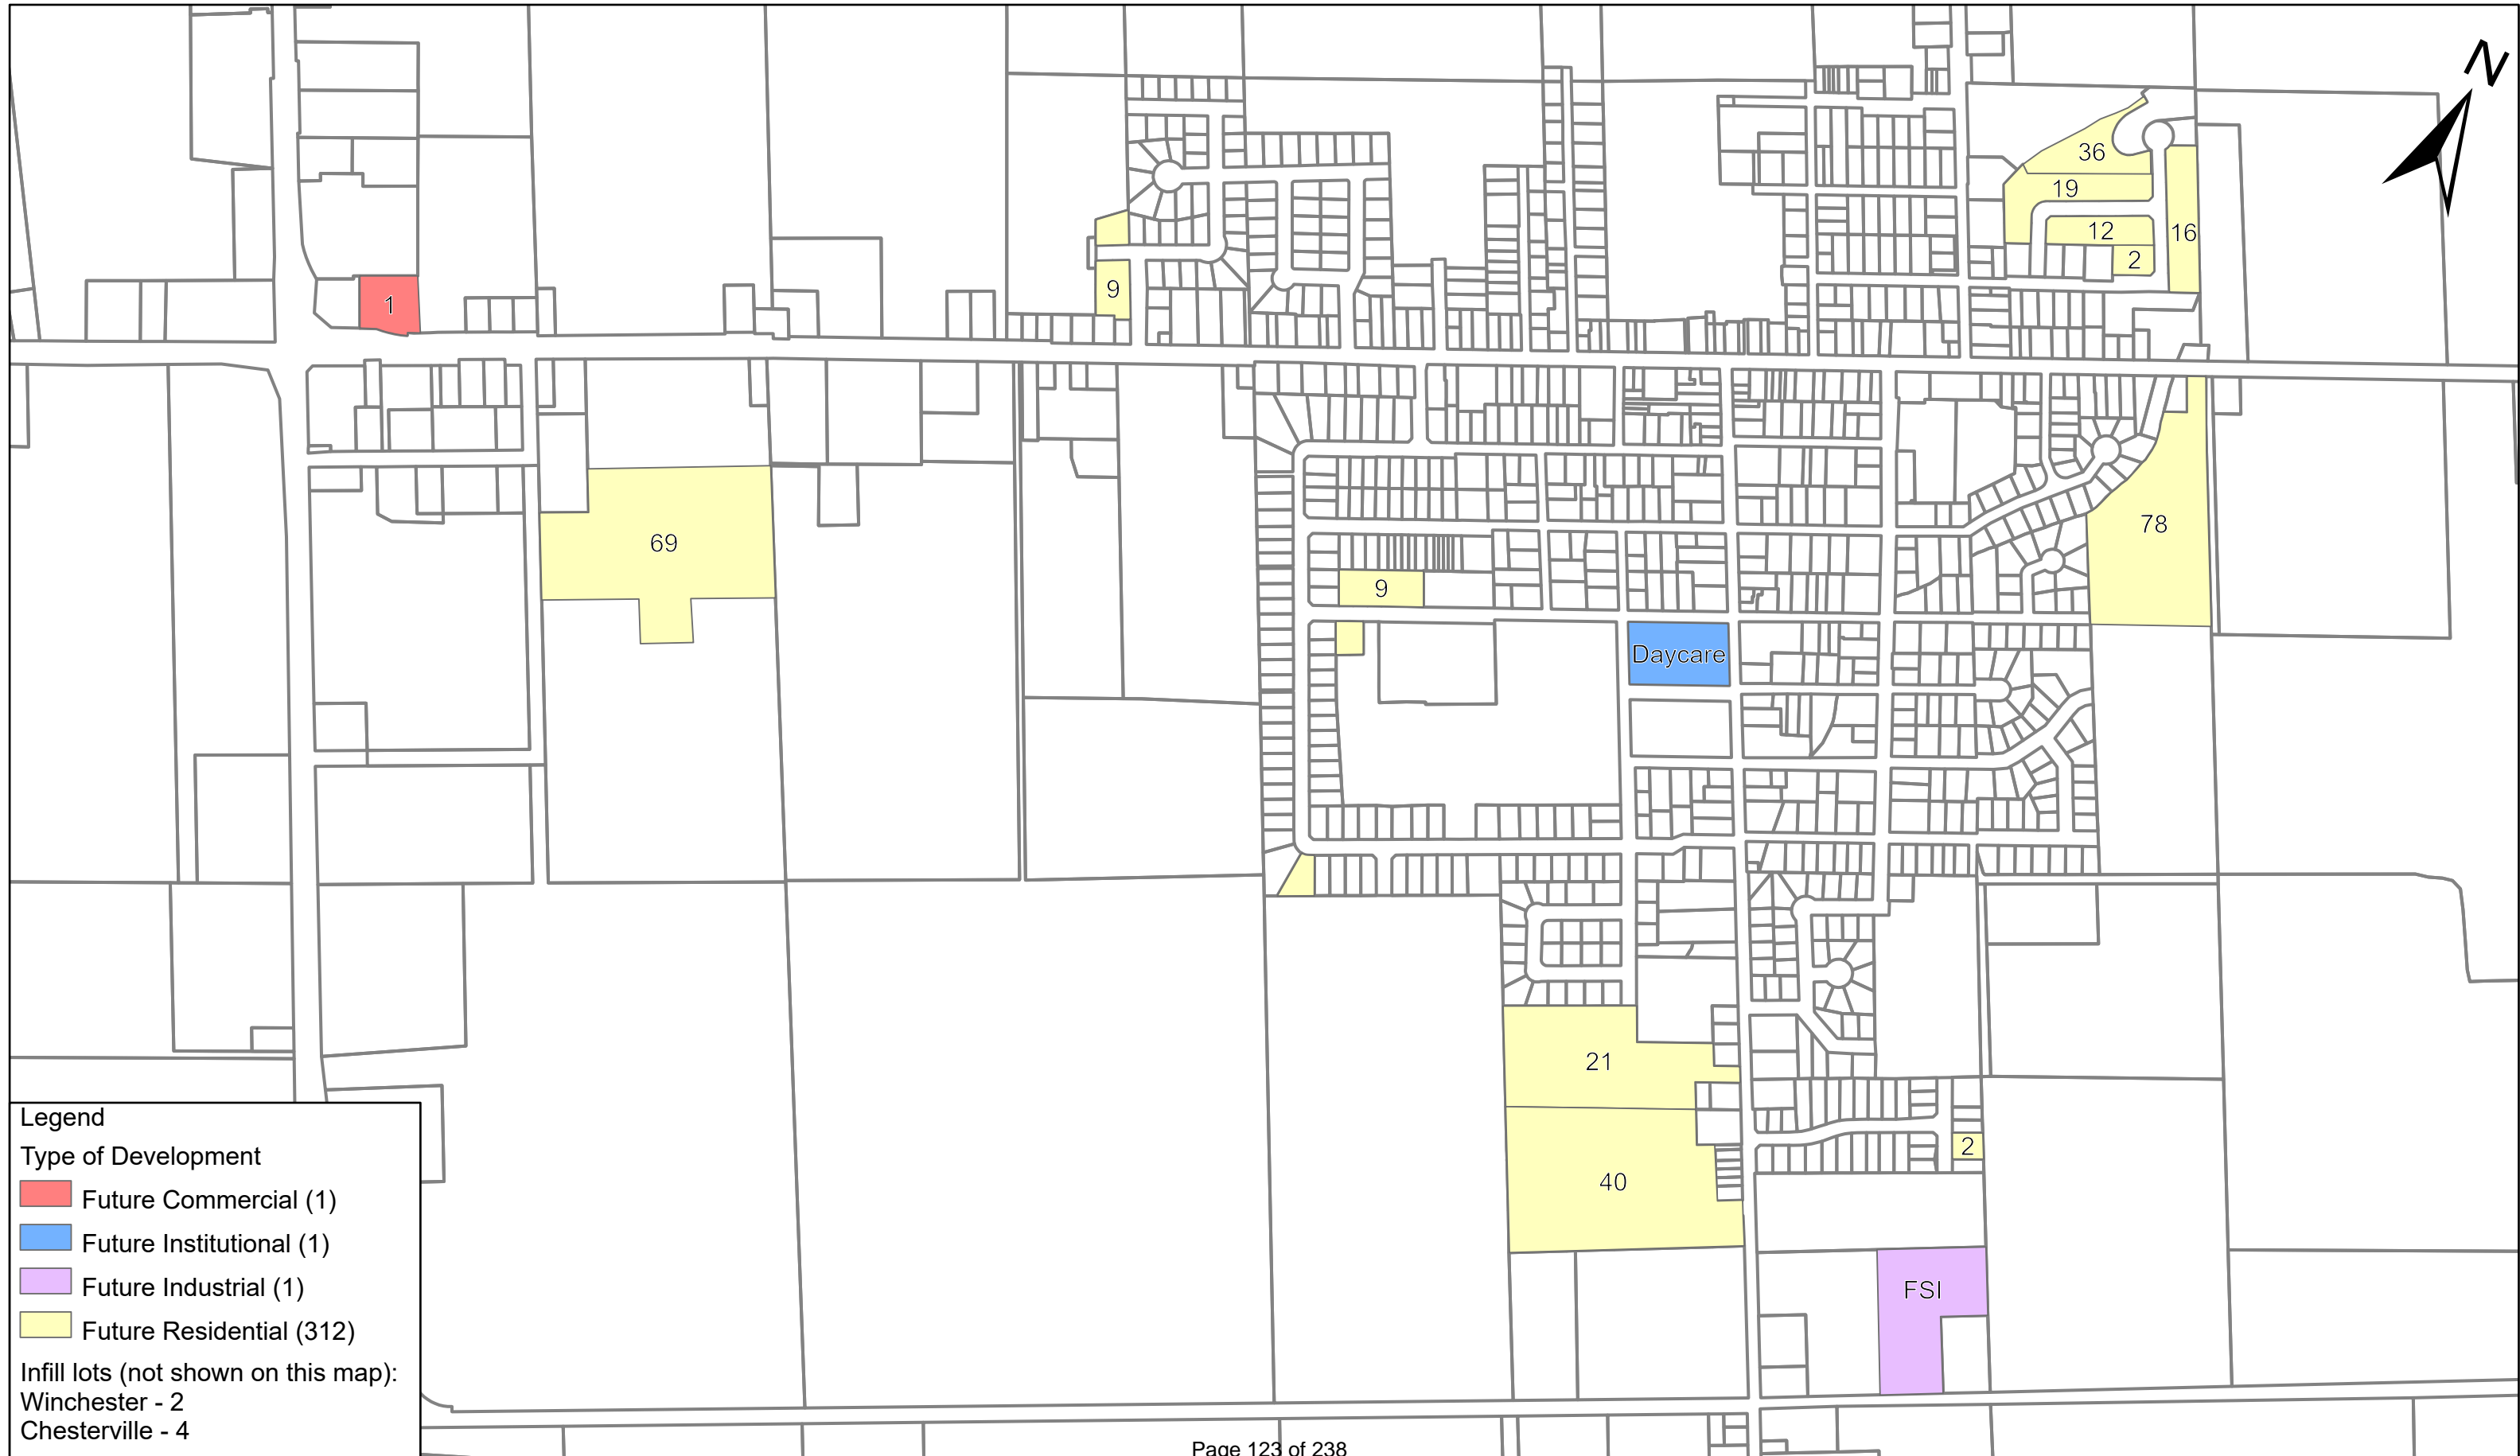 N
36
19
12
16
2
1
9
69
78
9
Daycare
21
2
40
FSI
Legend
Type of Development
Future Commercial (1)
Future Institutional (1)
Future Industrial (1)
Future Residential (312)
Infill lots (not shown on this map):
Winchester - 2
Chesterville - 4
Page 123 of 238